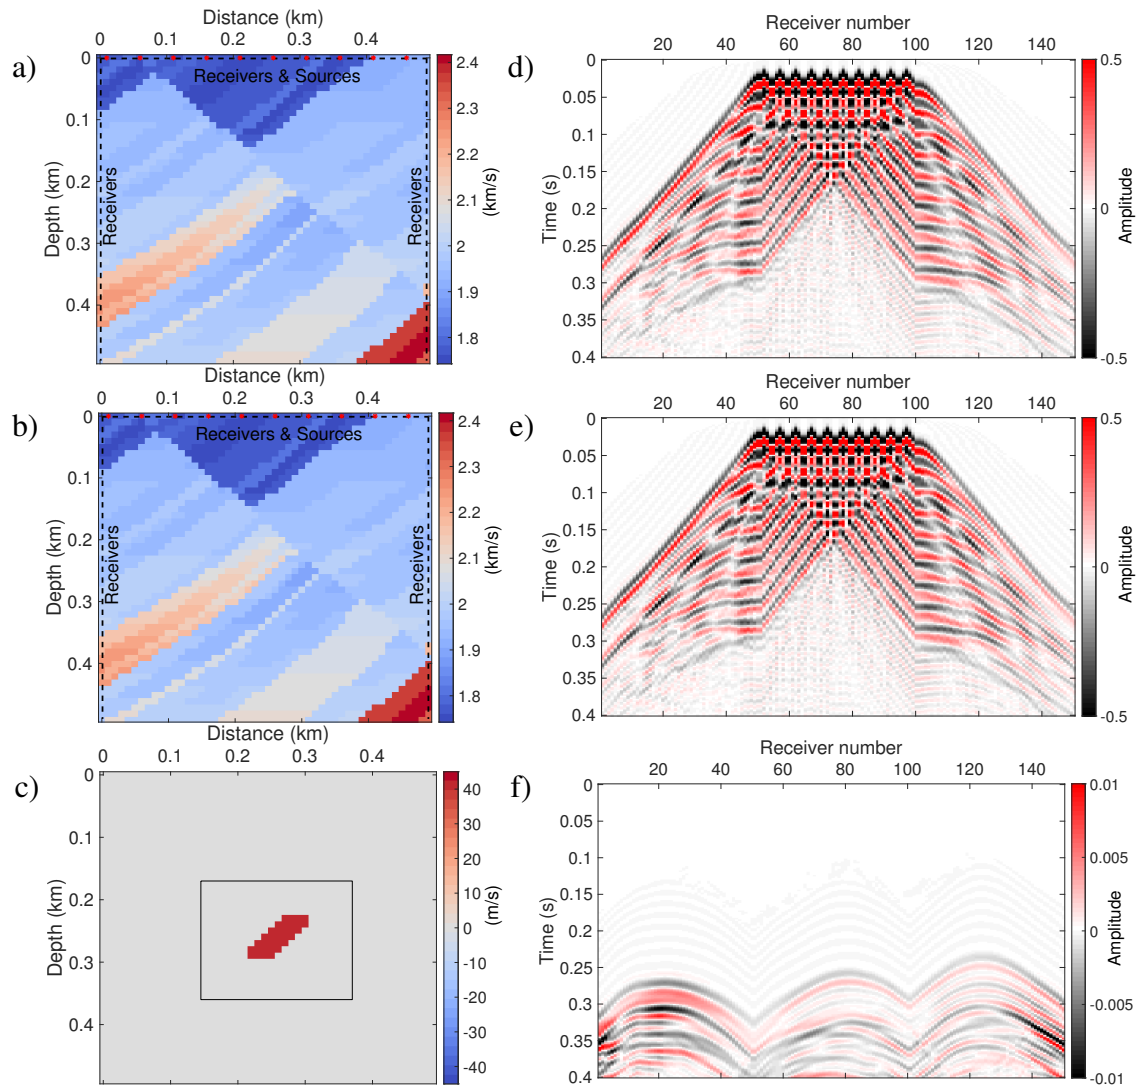 a)
Distance (km)
0 0.1 0.2 0.3 0.4
Receivers & Sources
Receivers
Receivers
Depth (km)
0
0.1
0.2
0.3
0.4
2.4
2.3
2.2
2.1
2
1.9
1.8
(km/s)
d)
Receiver number
20 40 60 80 100 120 140
Time (s)
0
0.05
0.1
0.15
0.2
0.25
0.3
0.35
0.4
0.5
0
-0.5
Amplitude
b)
Distance (km)
0 0.1 0.2 0.3 0.4
Receivers & Sources
Receivers
Receivers
Depth (km)
0
0.1
0.2
0.3
0.4
2.4
2.3
2.2
2.1
2
1.9
1.8
(km/s)
e)
Receiver number
20 40 60 80 100 120 140
Time (s)
0
0.05
0.1
0.15
0.2
0.25
0.3
0.35
0.4
0.5
0
-0.5
Amplitude
c)
Distance (km)
0 0.1 0.2 0.3 0.4
Depth (km)
0
0.1
0.2
0.3
0.4
40
30
20
10
0
-10
-20
-30
-40
(m/s)
f)
Receiver number
20 40 60 80 100 120 140
Time (s)
0
0.05
0.1
0.15
0.2
0.25
0.3
0.35
0.4
0.01
0.005
0
-0.005
-0.01
Amplitude